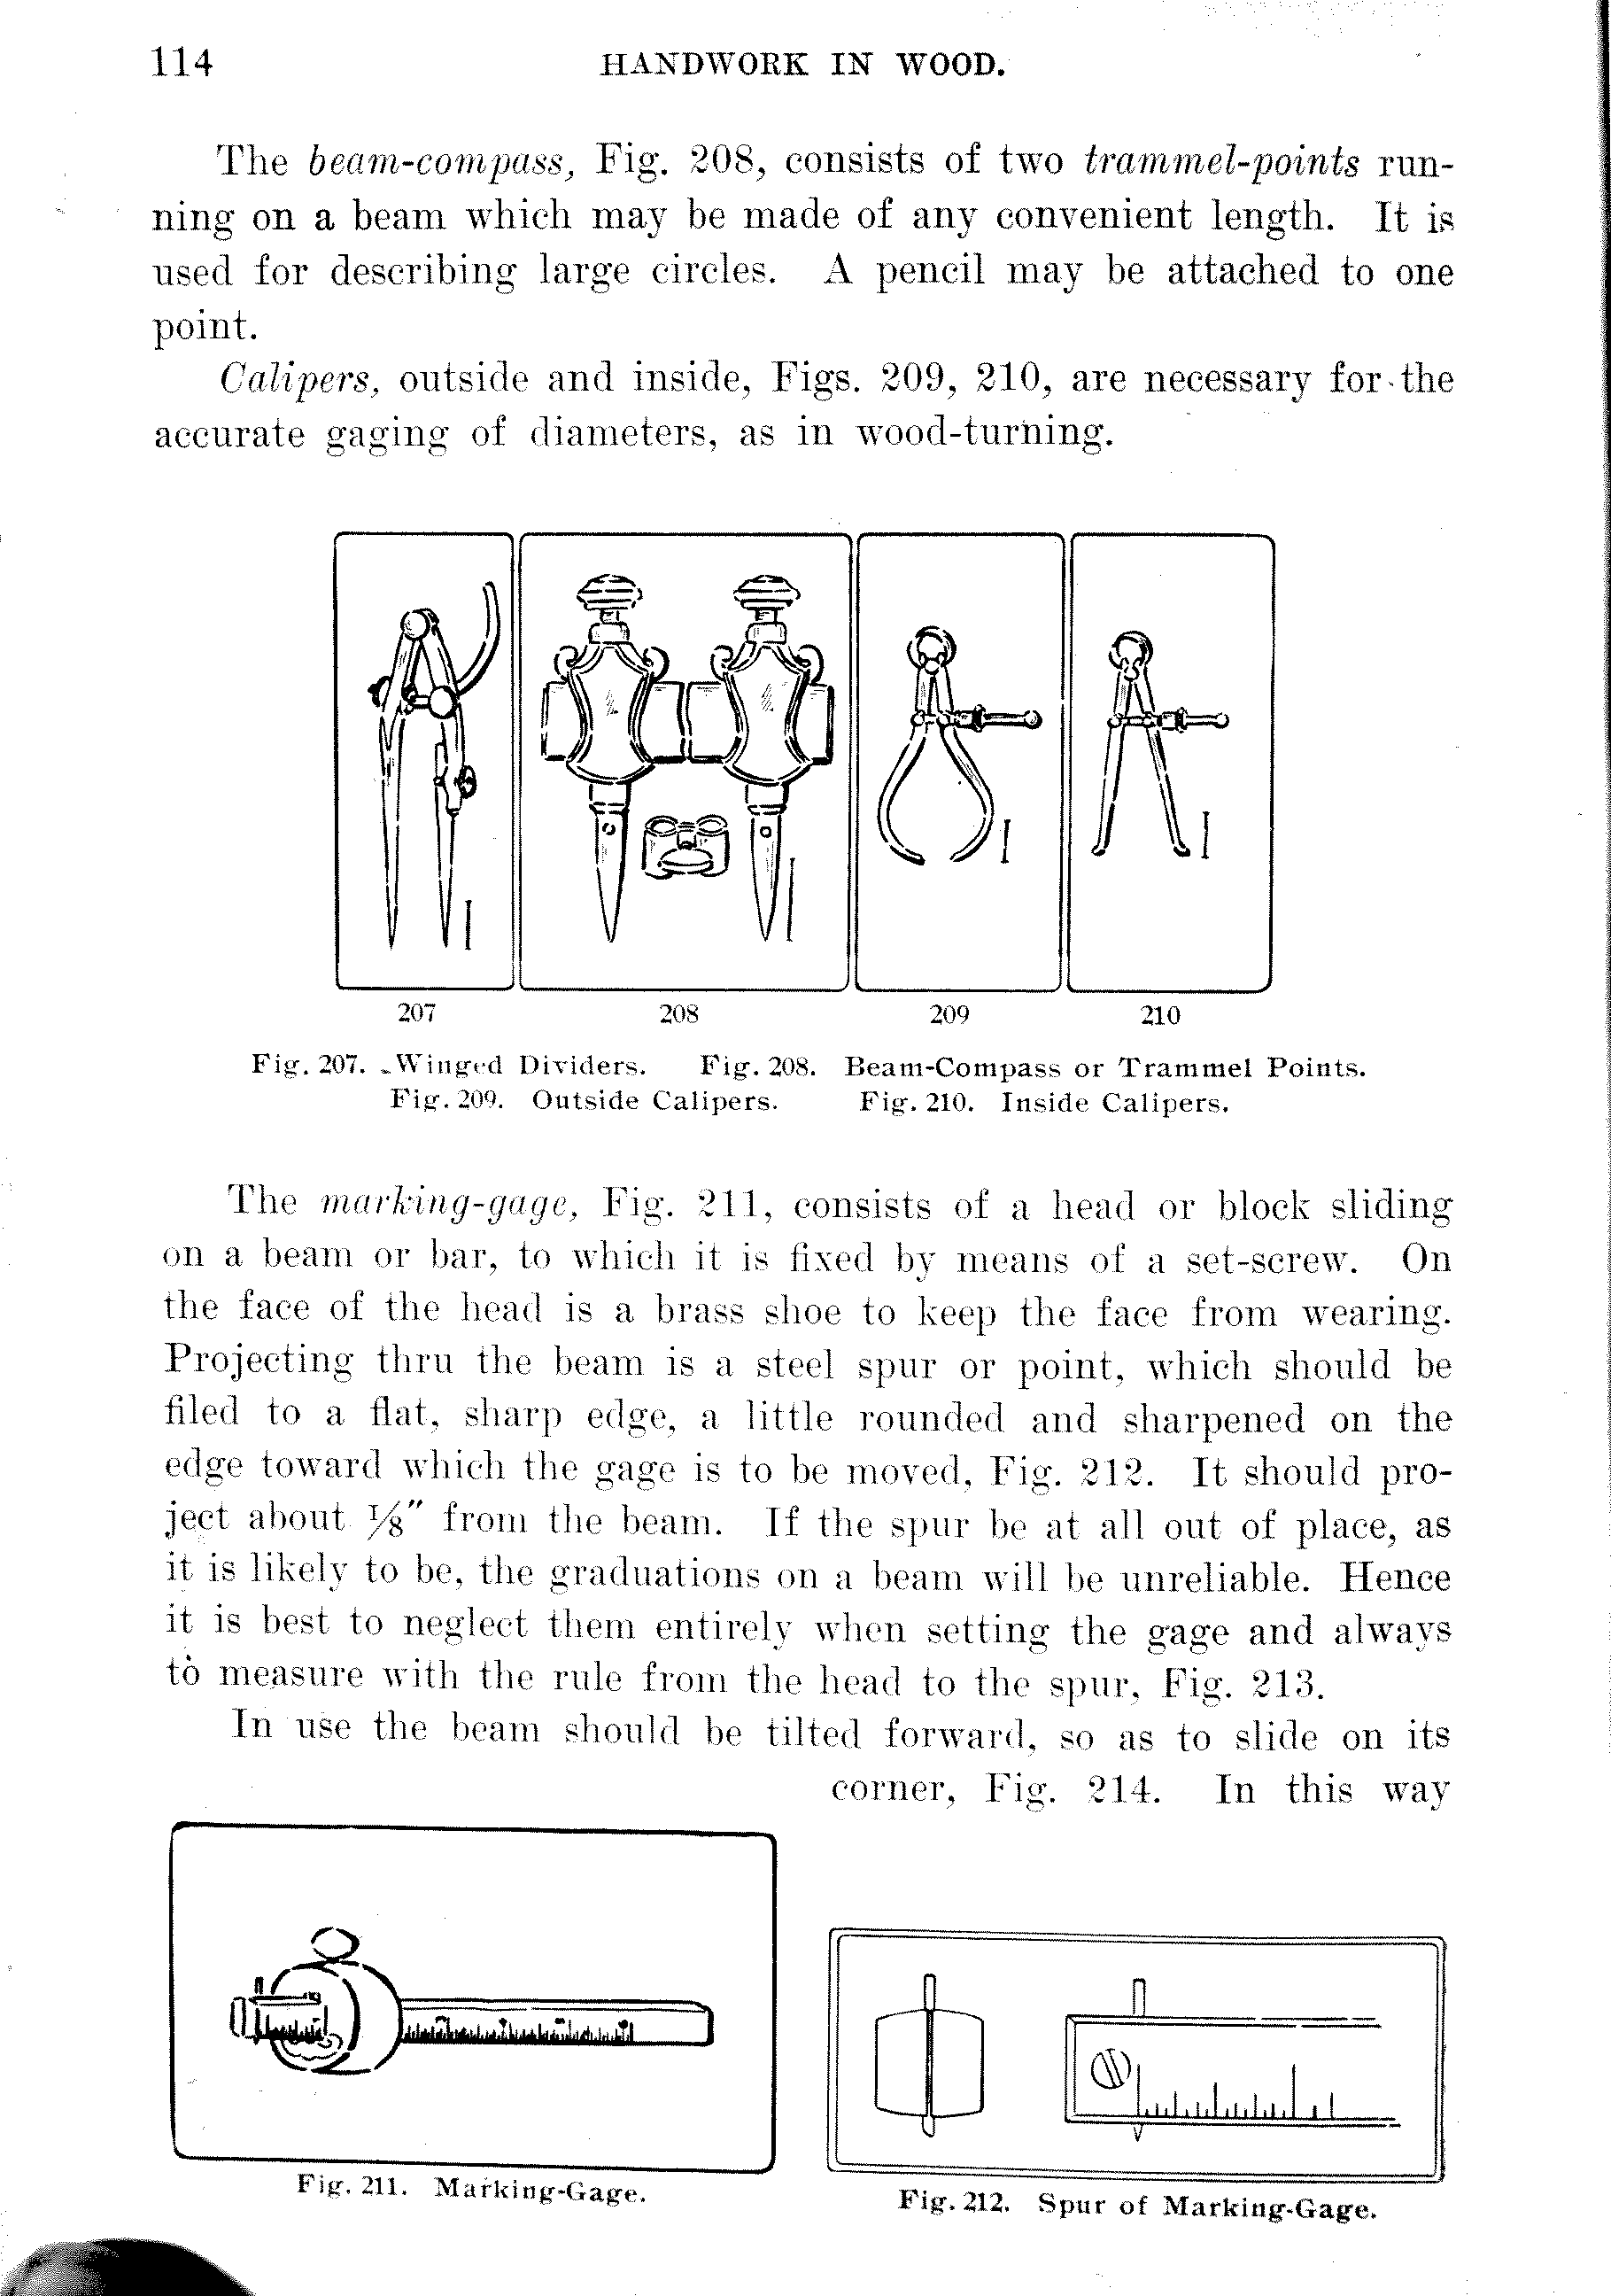 114 HANDWORK IN WOOD.
The beam-compass, Fig. 208, consists of two trammel-points run-
ning on a beam which may be made of any convenient length. It is
used for describing large circles. A pencil may be attached to one
point.
Calipers, outside and inside, Figs. 209, 210, are necessary for the
accurate gaging of diameters, as in wood-turning.
207 208 209 210
Fig. 207. Winged Dividers. Fig. 208. Beam-Compass or Trammel Points.
Fig. 209. Outside Calipers. Fig. 210. Inside Calipers.
The marking-gage, Fig. 211, consists of a head or block sliding
on a beam or bar, to which it is fixed by means of a set-screw. On
the face of the head is a brass shoe to keep the face from wearing.
Projecting thru the beam is a steel spur or point, which should be
filed to a flat, sharp edge, a little rounded and sharpened on the
edge toward which the gage is to be moved, Fig. 212. It should pro-
ject about ⅛″ from the beam. If the spur be at all out of place, as
it is likely to be, the graduations on a beam will be unreliable. Hence
it is best to neglect them entirely when setting the gage and always
to measure with the rule from the head to the spur, Fig. 213.
In use the beam should be tilted forward, so as to slide on its
corner, Fig. 214. In this way
Fig. 211. Marking-Gage.
Fig. 212. Spur of Marking-Gage.